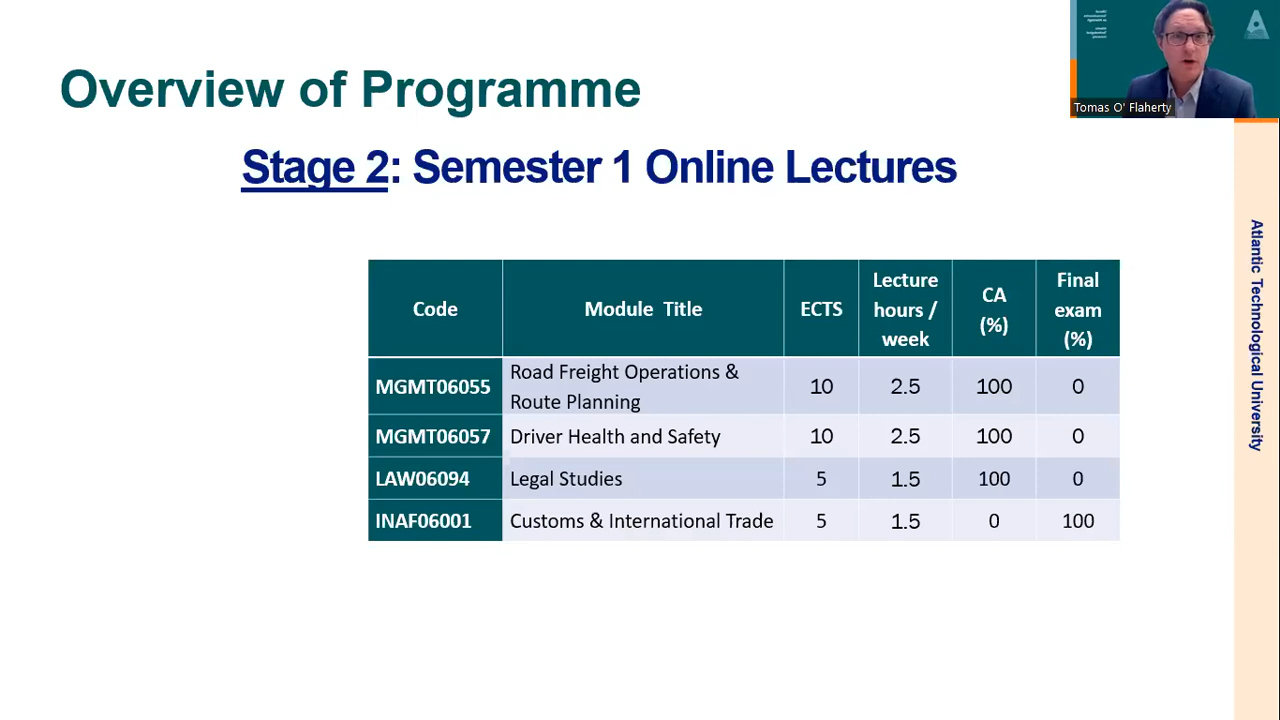 Overview of Programme
Tomas O' Flaherty
Stage 2: Semester 1 Online Lectures
Code Module Title ECTS Lecture hours / week CA (%) Final exam (%)
MGMT06055 Road Freight Operations & Route Planning 10 2.5 100 0
MGMT06057 Driver Health and Safety 10 2.5 100 0
LAW06094 Legal Studies 5 1.5 100 0
INAF06001 Customs & International Trade 5 1.5 0 100
Atlantic Technological University